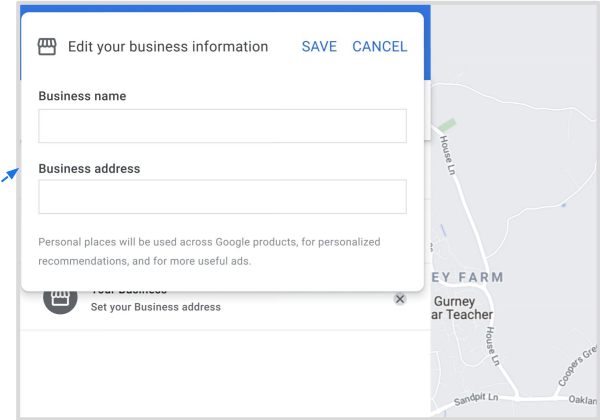 Edit your business information SAVE CANCEL
Business name
Business address
Personal places will be used across Google products, for personalized
recommendations, and for more useful ads.
Your Business
Set your Business address
House Ln
EY FARM
Gurney
ar Teacher
House Ln
Coopers Gre
Sandpit Ln
Oaklan